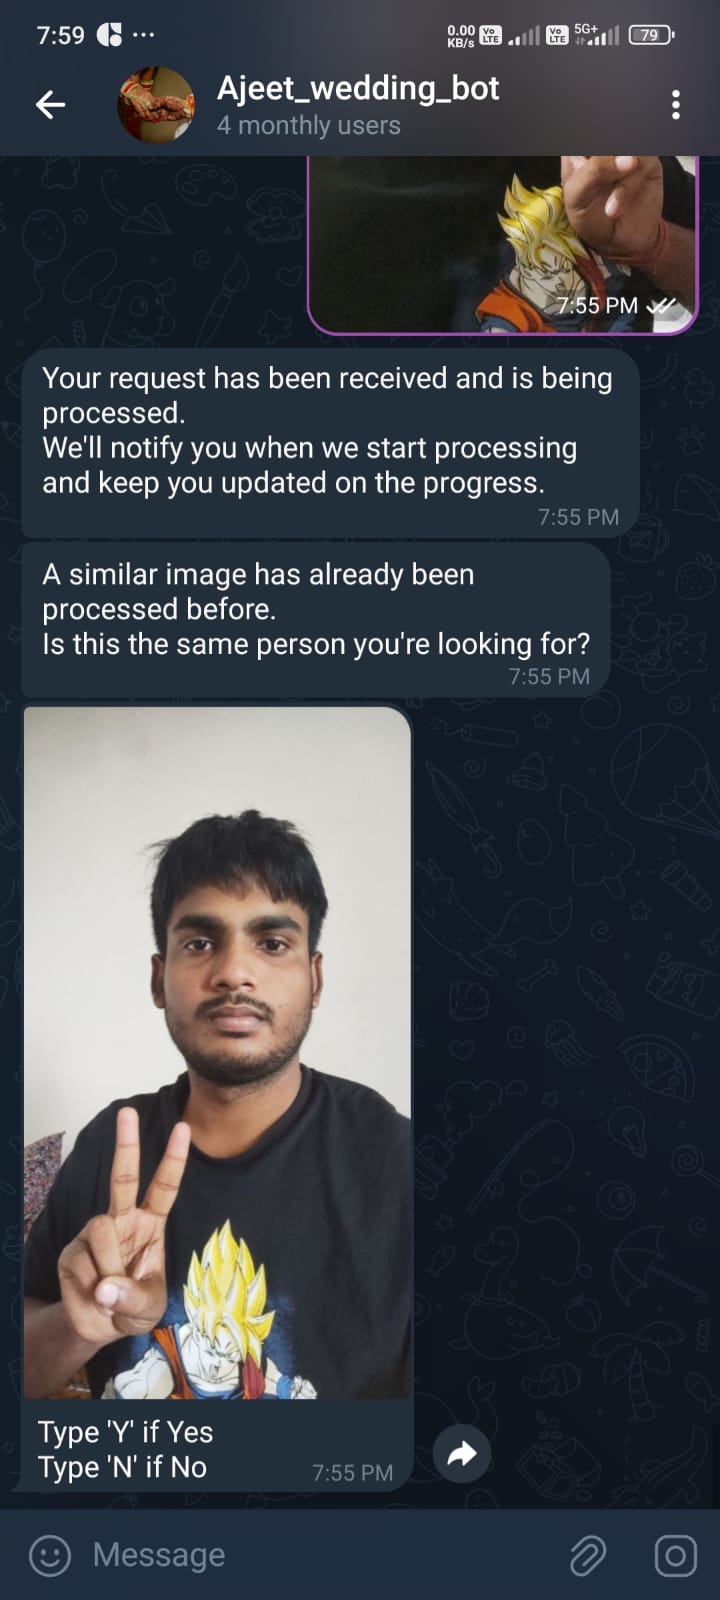 7:59
0.00 KB/s
Vo LTE
Vo LTE
5G+
79
Ajeet_wedding_bot
4 monthly users
7:55 PM
Your request has been received and is being
processed.
We'll notify you when we start processing
and keep you updated on the progress.
7:55 PM
A similar image has already been
processed before.
Is this the same person you're looking for?
7:55 PM
Type 'Y' if Yes
Type 'N' if No
7:55 PM
Message